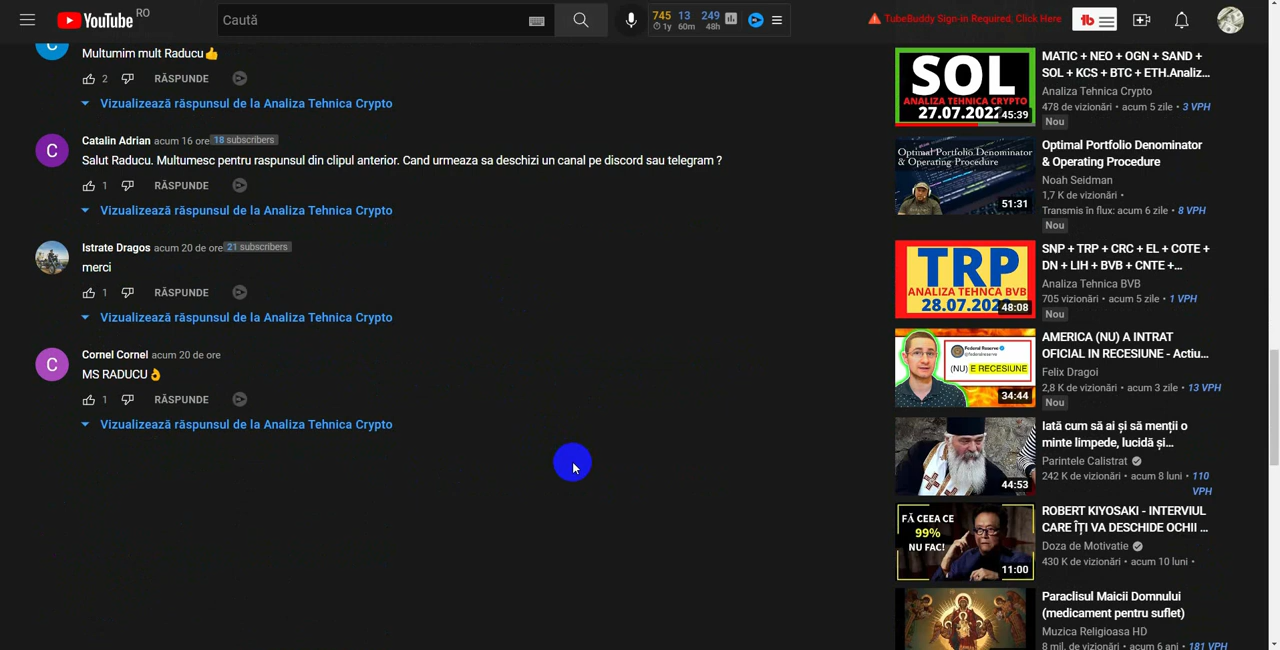 YouTube RO
Caută
745 13 249
1y 60m 48h
TubeBuddy Sign-in Required, Click Here
tb
C
Multumim mult Raducu👍
2 RĂSPUNDE
Vizualizează răspunsul de la Analiza Tehnica Crypto
C
Catalin Adrian acum 16 ore 18 subscribers
Salut Raducu. Multumesc pentru raspunsul din clipul anterior. Cand urmeaza sa deschizi un canal pe discord sau telegram ?
1 RĂSPUNDE
Vizualizează răspunsul de la Analiza Tehnica Crypto
Istrate Dragos acum 20 de ore 21 subscribers
merci
1 RĂSPUNDE
Vizualizează răspunsul de la Analiza Tehnica Crypto
C
Cornel Cornel acum 20 de ore
MS RADUCU👌
1 RĂSPUNDE
Vizualizează răspunsul de la Analiza Tehnica Crypto
SOL
ANALIZA TEHNICA CRYPTO
27.07.2022
45:39
MATIC + NEO + OGN + SAND +
SOL + KCS + BTC + ETH.Analiz...
Analiza Tehnica Crypto
478 de vizionări • acum 5 zile • 3 VPH
Nou
Optimal Portfolio Denominator
& Operating Procedure
51:31
Optimal Portfolio Denominator
& Operating Procedure
Noah Seidman
1,7 K de vizionări •
Transmis în flux: acum 6 zile • 8 VPH
Nou
TRP
ANALIZA TEHNCA BVB
28.07.202
48:08
SNP + TRP + CRC + EL + COTE +
DN + LIH + BVB + CNTE +...
Analiza Tehnica BVB
705 vizionări • acum 5 zile • 1 VPH
Nou
Federal Reserve
@federalreserve
(NU) E RECESIUNE
34:44
AMERICA (NU) A INTRAT
OFICIAL IN RECESIUNE - Actiu...
Felix Dragoi
2,8 K de vizionări • acum 3 zile • 13 VPH
Nou
44:53
Iată cum să ai și să menții o
minte limpede, lucidă și...
Parintele Calistrat
242 K de vizionări • acum 8 luni • 110
VPH
FĂ CEEA CE
99%
NU FAC!
11:00
ROBERT KIYOSAKI - INTERVIUL
CARE ÎȚI VA DESCHIDE OCHII ...
Doza de Motivatie
430 K de vizionări • acum 10 luni •
Paraclisul Maicii Domnului
(medicament pentru suflet)
Muzica Religioasa HD
8 mil. de vizionări • acum 6 ani • 181 VPH